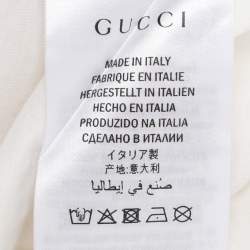 GUCCI
MADE IN ITALY
FABRIQUE EN ITALIE
HERGESTELLT IN ITALIEN
HECHO EN ITALIA
PRODUZIDO NA ITALIA
СДЕЛАНО В ИТАЛИИ
イタリア製
产地:意大利
صنع في إيطاليا